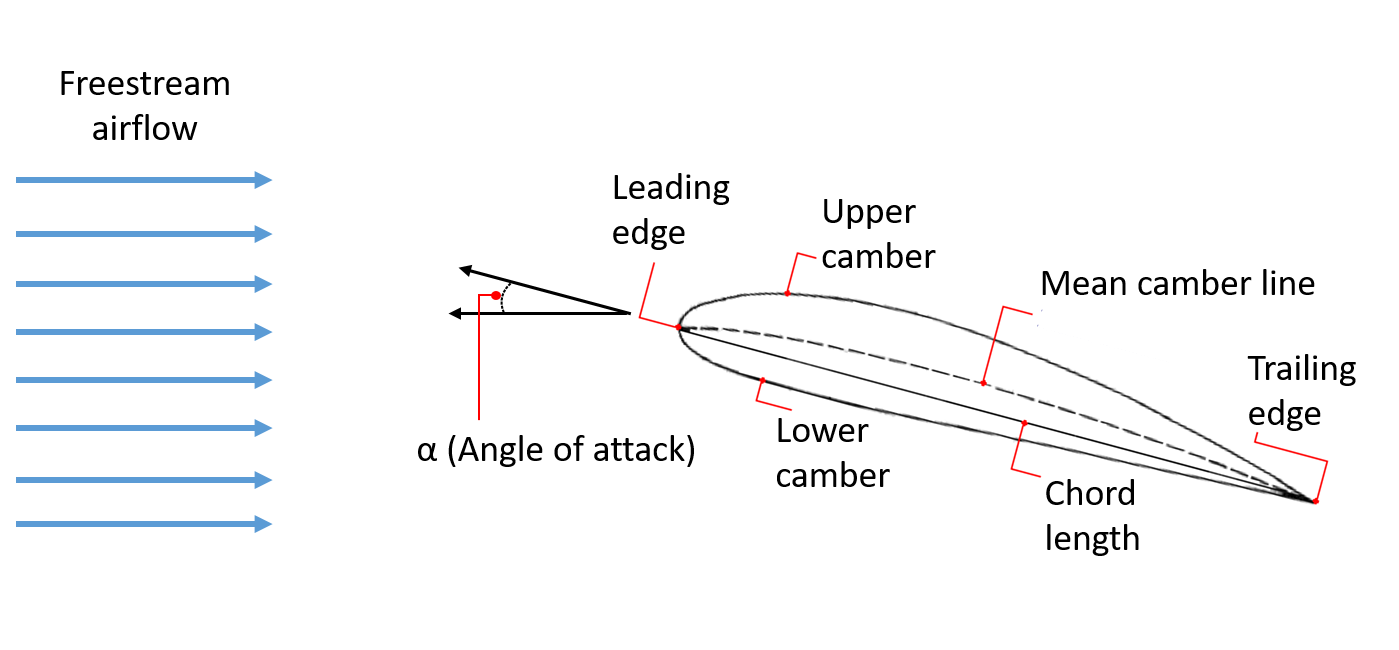 Freestream
airflow
Leading
edge
Upper
camber
Mean camber line
Trailing
edge
α (Angle of attack)
Lower
camber
Chord
length